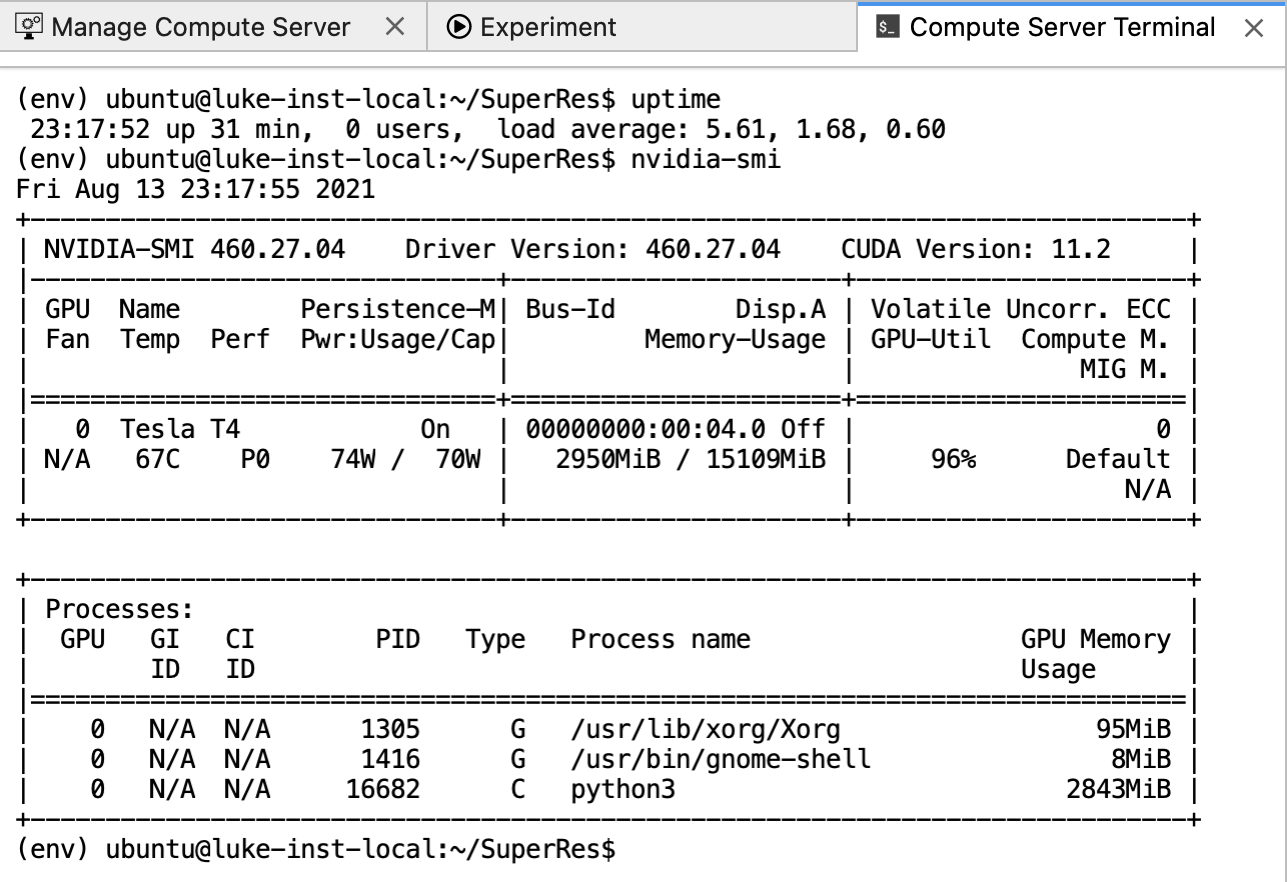 Manage Compute Server
Experiment
Compute Server Terminal
(env) ubuntu@luke-inst-local:~/SuperRes$ uptime
 23:17:52 up 31 min,  0 users,  load average: 5.61, 1.68, 0.60
(env) ubuntu@luke-inst-local:~/SuperRes$ nvidia-smi
Fri Aug 13 23:17:55 2021
+-----------------------------------------------------------------------------+
| NVIDIA-SMI 460.27.04    Driver Version: 460.27.04    CUDA Version: 11.2     |
|-------------------------------+----------------------+----------------------+
| GPU  Name        Persistence-M| Bus-Id        Disp.A | Volatile Uncorr. ECC |
| Fan  Temp  Perf  Pwr:Usage/Cap|         Memory-Usage | GPU-Util  Compute M. |
|                               |                      |               MIG M. |
|===============================+======================+======================|
|   0  Tesla T4            On   | 00000000:00:04.0 Off |                    0 |
| N/A   67C    P0    74W /  70W |   2950MiB / 15109MiB |     96%      Default |
|                               |                      |                  N/A |
+-------------------------------+----------------------+----------------------+
+-----------------------------------------------------------------------------+
| Processes:                                                                  |
|  GPU   GI   CI        PID   Type   Process name                  GPU Memory |
|        ID   ID                                                   Usage      |
|=============================================================================|
|    0   N/A  N/A      1305      G   /usr/lib/xorg/Xorg                 95MiB |
|    0   N/A  N/A      1416      G   /usr/bin/gnome-shell                8MiB |
|    0   N/A  N/A     16682      C   python3                          2843MiB |
+-----------------------------------------------------------------------------+
(env) ubuntu@luke-inst-local:~/SuperRes$